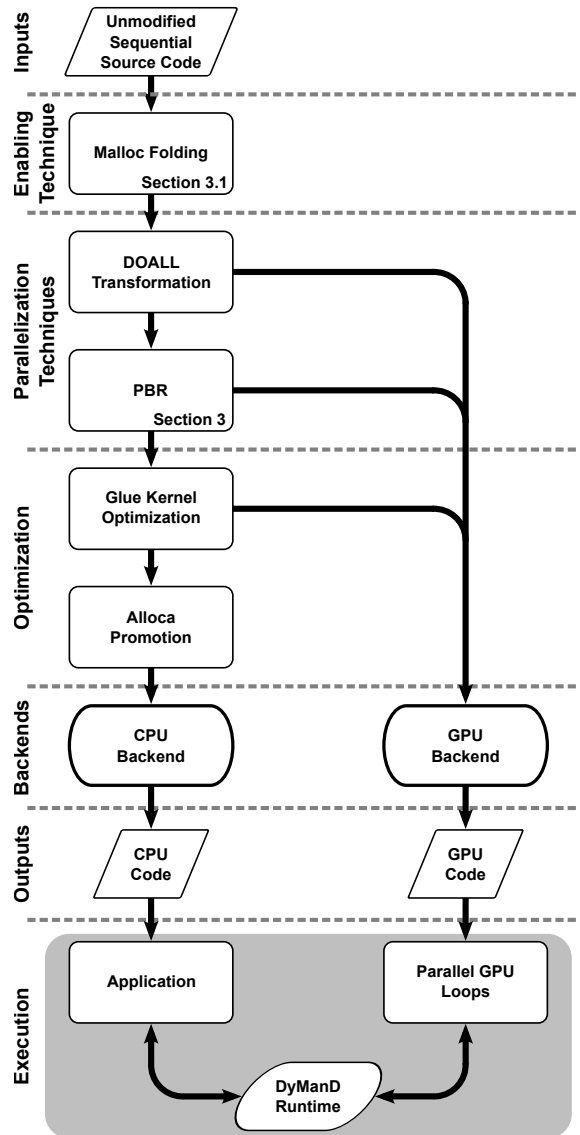 Inputs
Unmodified
Sequential
Source Code
Enabling
Technique
Malloc Folding
Section 3.1
Parallelization
Techniques
DOALL
Transformation
PBR
Section 3
Optimization
Glue Kernel
Optimization
Alloca
Promotion
Backends
CPU
Backend
GPU
Backend
Outputs
CPU
Code
GPU
Code
Execution
Application
Parallel GPU
Loops
DyManD
Runtime